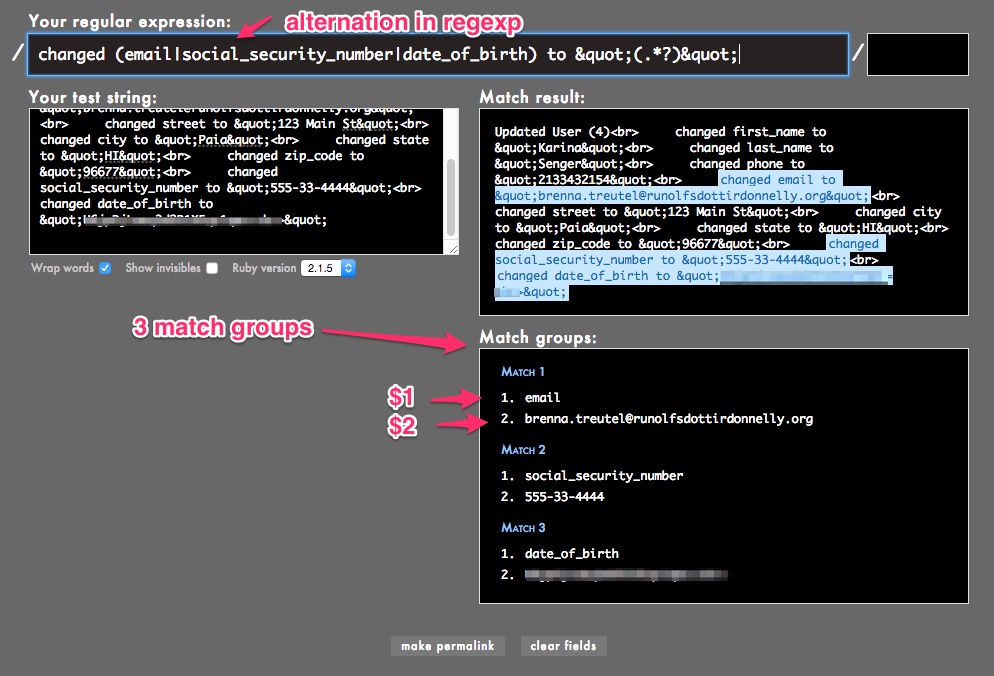 Your regular expression:
alternation in regexp
/ changed (email|social_security_number|date_of_birth) to &quot;(.*?)&quot; /
Your test string:
&quot;brenna.treutel@runolfsdottirdonnelly.org&quot;
<br> changed street to &quot;123 Main St&quot;<br>
changed city to &quot;Paia&quot;<br> changed state
to &quot;HI&quot;<br> changed zip_code to
&quot;96677&quot;<br> changed
social_security_number to &quot;555-33-4444&quot;<br>
changed date_of_birth to
&quot; &quot;
Wrap words Show invisibles Ruby version 2.1.5
Match result:
Updated User (4)<br> changed first_name to
&quot;Karina&quot;<br> changed last_name to
&quot;Senger&quot;<br> changed phone to
&quot;2133432154&quot;<br> changed email to
&quot;brenna.treutel@runolfsdottirdonnelly.org&quot;<br>
changed street to &quot;123 Main St&quot;<br> changed city
to &quot;Paia&quot;<br> changed state to &quot;HI&quot;<br>
changed zip_code to &quot;96677&quot;<br> changed
social_security_number to &quot;555-33-4444&quot;<br>
changed date_of_birth to &quot; =
>&quot;
3 match groups
Match groups:
Match 1
$1
1. email
$2
2. brenna.treutel@runolfsdottirdonnelly.org
Match 2
1. social_security_number
2. 555-33-4444
Match 3
1. date_of_birth
2.
make permalink clear fields